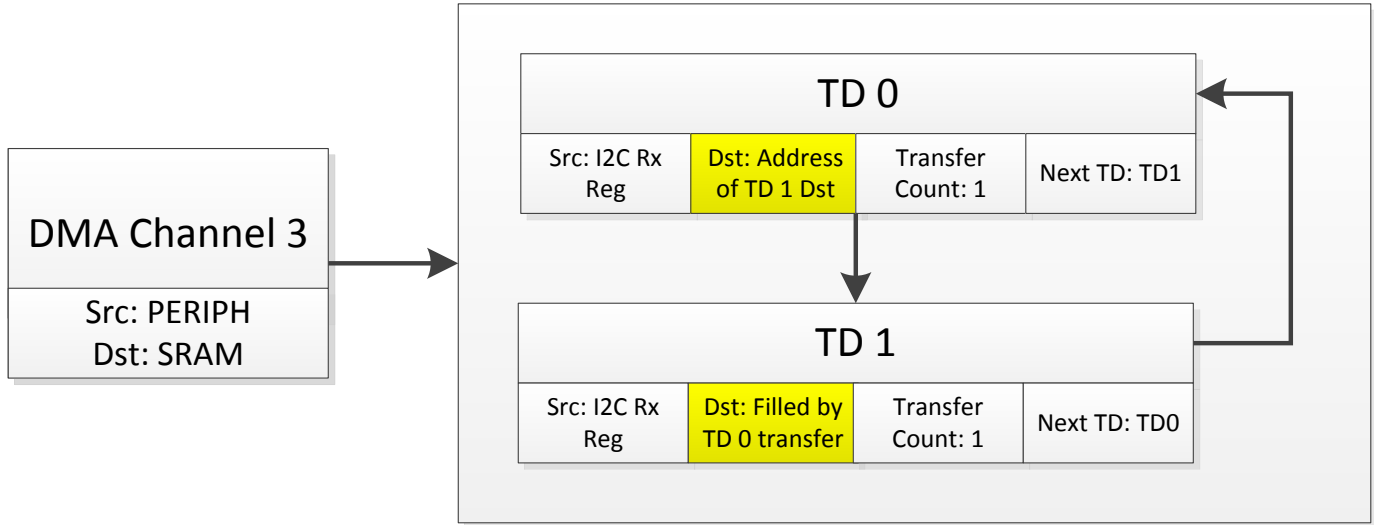 DMA Channel 3
Src: PERIPH
Dst: SRAM
TD 0
Src: I2C Rx
Reg
Dst: Address
of TD 1 Dst
Transfer
Count: 1
Next TD: TD1
TD 1
Src: I2C Rx
Reg
Dst: Filled by
TD 0 transfer
Transfer
Count: 1
Next TD: TD0